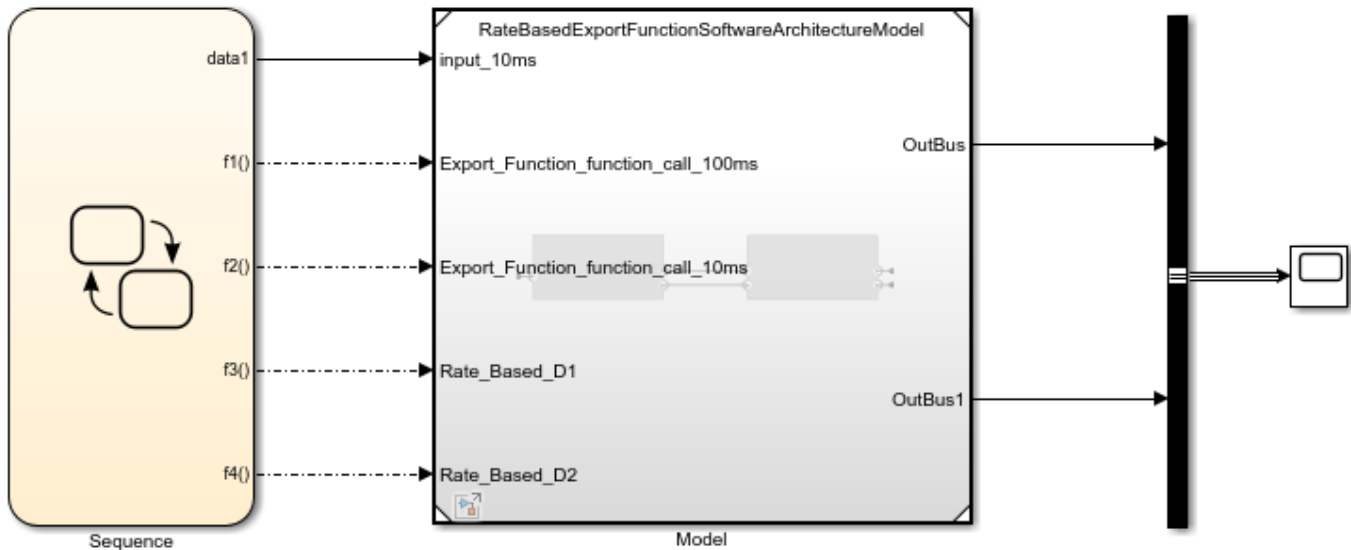 data1
f1()
f2()
f3()
f4()
Sequence
RateBasedExportFunctionSoftwareArchitectureModel
input_10ms
Export_Function_function_call_100ms
Export_Function_function_call_10ms
Rate_Based_D1
Rate_Based_D2
OutBus
OutBus1
Model